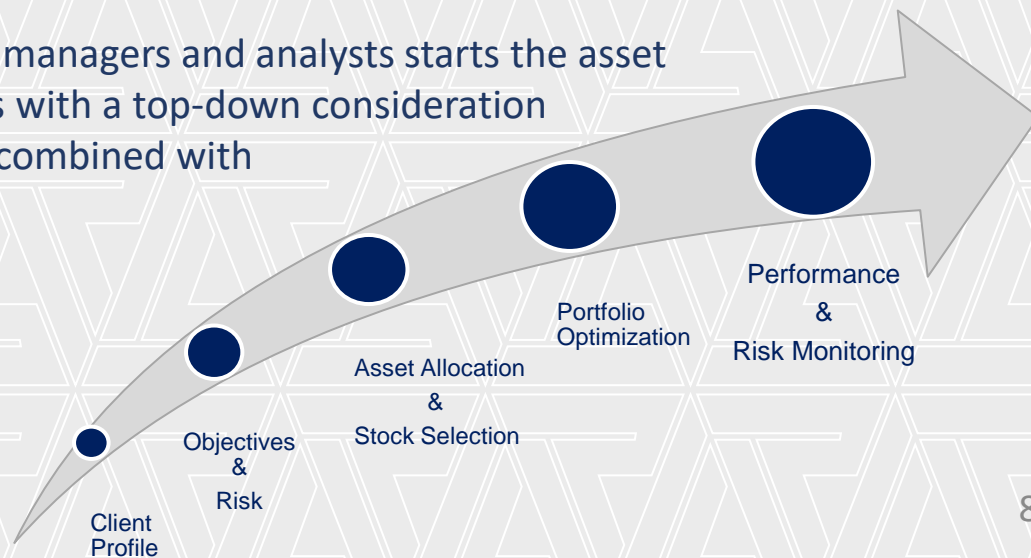 managers and analysts starts the asset
with a top-down consideration
combined with
Performance
&
Risk Monitoring
Portfolio
Optimization
Asset Allocation
&
Stock Selection
Objectives
&
Risk
Client
Profile
8